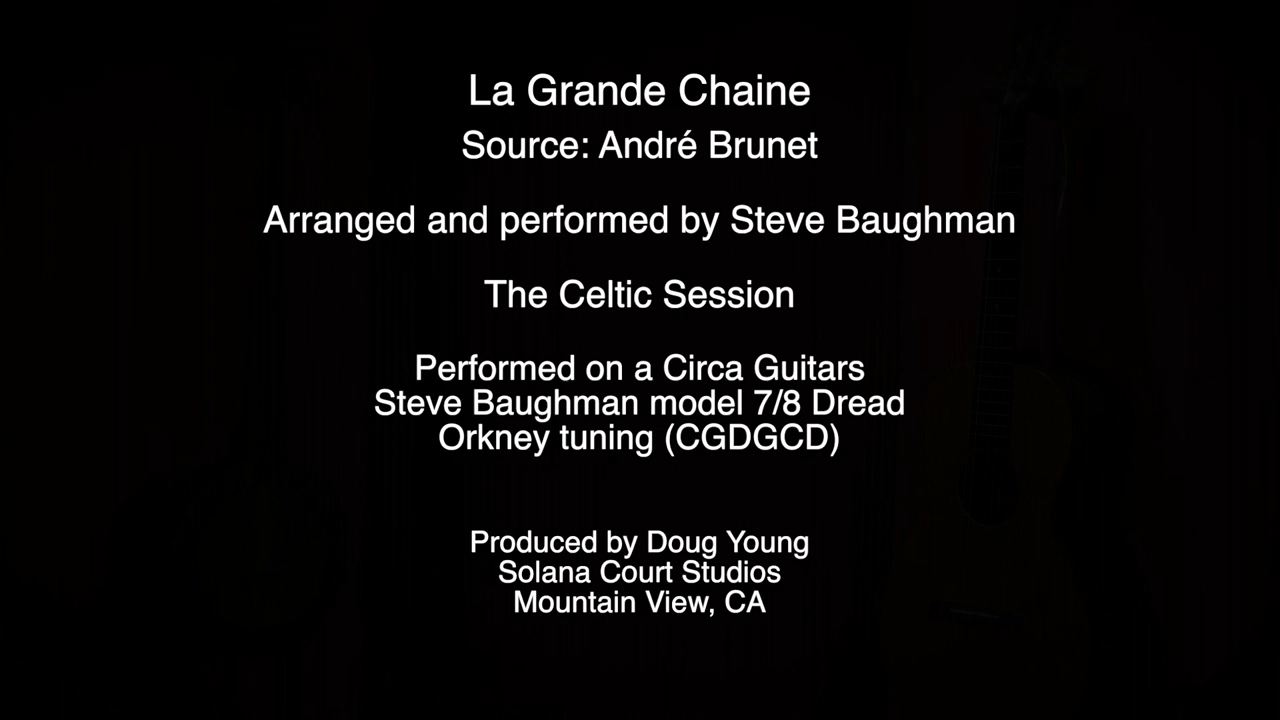 La Grande Chaine
Source: André Brunet
Arranged and performed by Steve Baughman
The Celtic Session
Performed on a Circa Guitars
Steve Baughman model 7/8 Dread
Orkney tuning (CGDGCD)
Produced by Doug Young
Solana Court Studios
Mountain View, CA